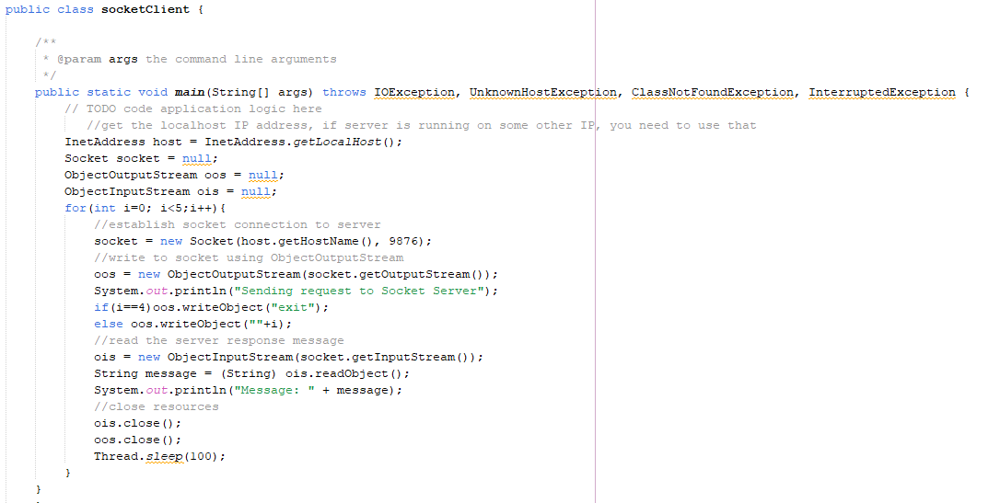 public class socketClient {
/**
* @param args the command line arguments
*/
public static void main(String[] args) throws IOException, UnknownHostException, ClassNotFoundException, InterruptedException {
// TODO code application logic here
//get the localhost IP address, if server is running on some other IP, you need to use that
InetAddress host = InetAddress.getLocalHost();
Socket socket = null;
ObjectOutputStream oos = null;
ObjectInputStream ois = null;
for(int i=0; i<5;i++){
//establish socket connection to server
socket = new Socket(host.getHostName(), 9876);
//write to socket using ObjectOutputStream
oos = new ObjectOutputStream(socket.getOutputStream());
System.out.println("Sending request to Socket Server");
if(i==4)oos.writeObject("exit");
else oos.writeObject(""+i);
//read the server response message
ois = new ObjectInputStream(socket.getInputStream());
String message = (String) ois.readObject();
System.out.println("Message: " + message);
//close resources
ois.close();
oos.close();
Thread.sleep(100);
}
}